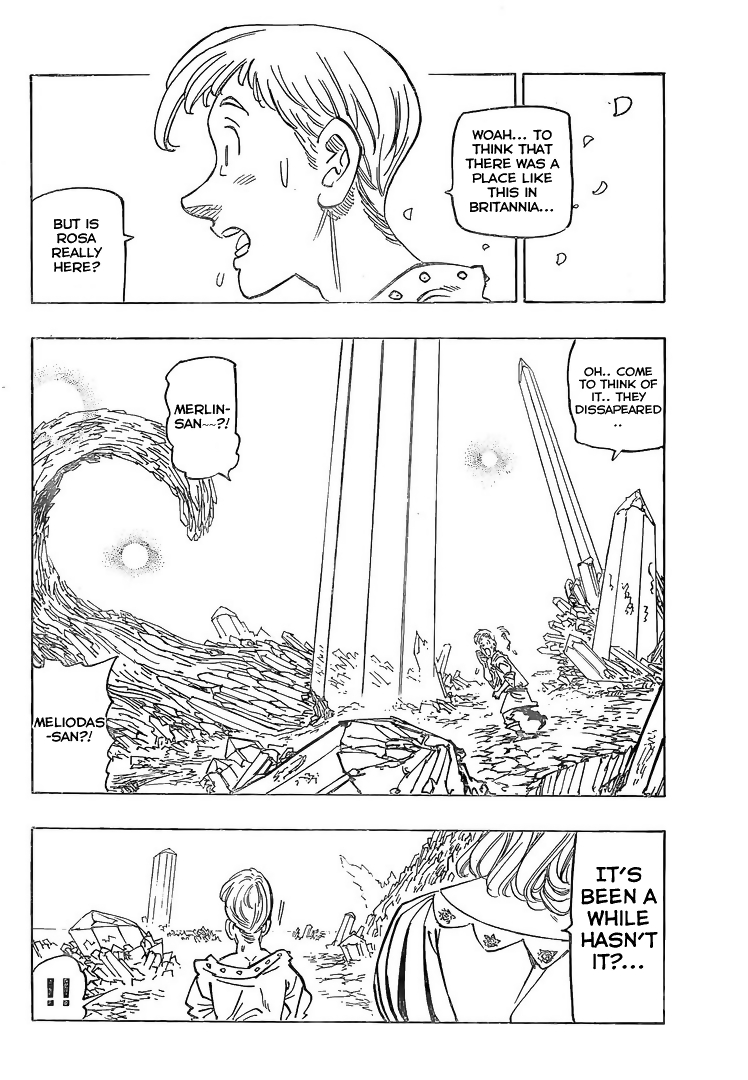 WOAH... TO
THINK THAT
THERE WAS A
PLACE LIKE
THIS IN
BRITANNIA...
BUT IS
ROSA
REALLY
HERE?
OH.. COME
TO THINK OF
IT.. THEY
DISSAPEARED
..
MERLIN-
SAN~~?!
MELIODAS
-SAN?!
IT'S
BEEN A
WHILE
HASN'T
IT?...
!!